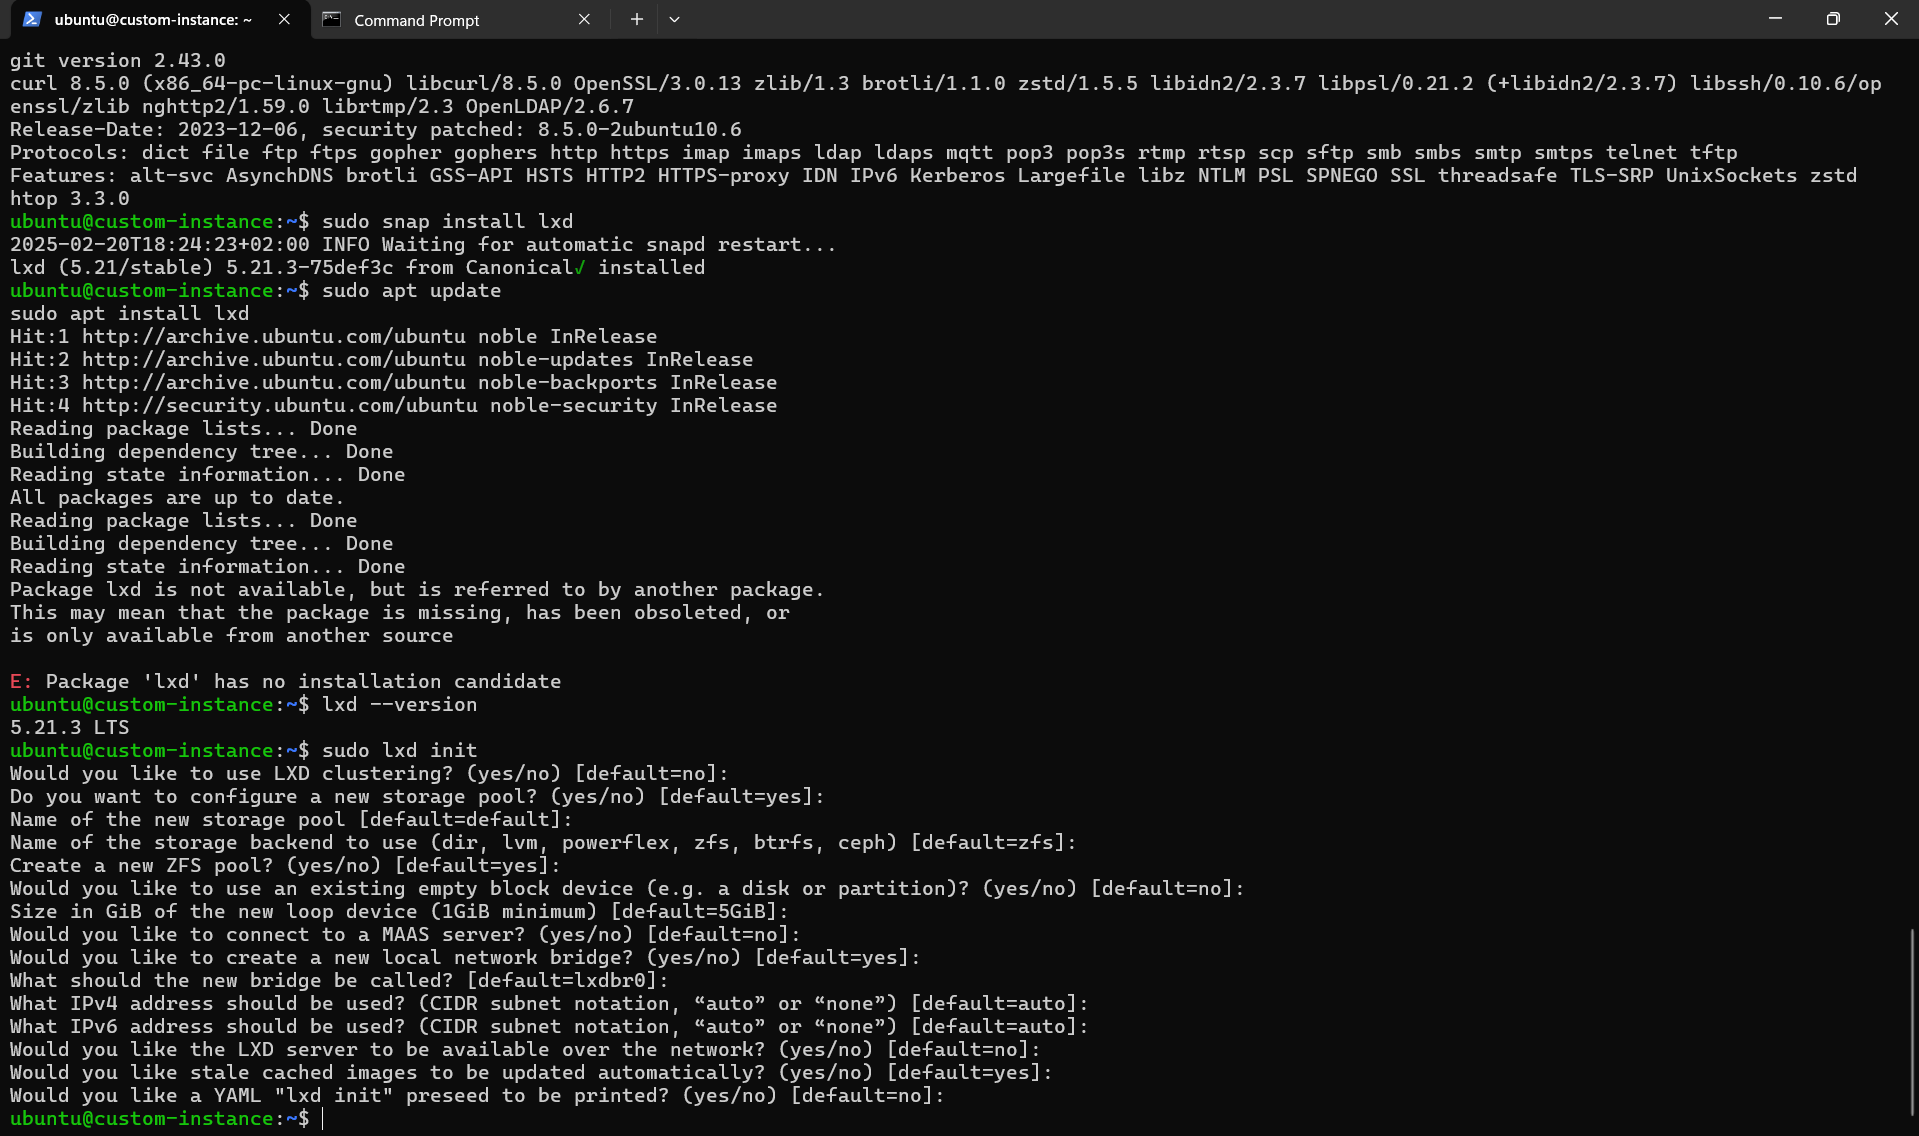 ubuntu@custom-instance: ~
Command Prompt
git version 2.43.0
curl 8.5.0 (x86_64-pc-linux-gnu) libcurl/8.5.0 OpenSSL/3.0.13 zlib/1.3 brotli/1.1.0 zstd/1.5.5 libidn2/2.3.7 libpsl/0.21.2 (+libidn2/2.3.7) libssh/0.10.6/op
enssl/zlib nghttp2/1.59.0 librtmp/2.3 OpenLDAP/2.6.7
Release-Date: 2023-12-06, security patched: 8.5.0-2ubuntu10.6
Protocols: dict file ftp ftps gopher gophers http https imap imaps ldap ldaps mqtt pop3 pop3s rtmp rtsp scp sftp smb smbs smtp smtps telnet tftp
Features: alt-svc AsynchDNS brotli GSS-API HSTS HTTP2 HTTPS-proxy IDN IPv6 Kerberos Largefile libz NTLM PSL SPNEGO SSL threadsafe TLS-SRP UnixSockets zstd
htop 3.3.0
ubuntu@custom-instance:~$ sudo snap install lxd
2025-02-20T18:24:23+02:00 INFO Waiting for automatic snapd restart...
lxd (5.21/stable) 5.21.3-75def3c from Canonical✓ installed
ubuntu@custom-instance:~$ sudo apt update
sudo apt install lxd
Hit:1 http://archive.ubuntu.com/ubuntu noble InRelease
Hit:2 http://archive.ubuntu.com/ubuntu noble-updates InRelease
Hit:3 http://archive.ubuntu.com/ubuntu noble-backports InRelease
Hit:4 http://security.ubuntu.com/ubuntu noble-security InRelease
Reading package lists... Done
Building dependency tree... Done
Reading state information... Done
All packages are up to date.
Reading package lists... Done
Building dependency tree... Done
Reading state information... Done
Package lxd is not available, but is referred to by another package.
This may mean that the package is missing, has been obsoleted, or
is only available from another source
E: Package 'lxd' has no installation candidate
ubuntu@custom-instance:~$ lxd --version
5.21.3 LTS
ubuntu@custom-instance:~$ sudo lxd init
Would you like to use LXD clustering? (yes/no) [default=no]:
Do you want to configure a new storage pool? (yes/no) [default=yes]:
Name of the new storage pool [default=default]:
Name of the storage backend to use (dir, lvm, powerflex, zfs, btrfs, ceph) [default=zfs]:
Create a new ZFS pool? (yes/no) [default=yes]:
Would you like to use an existing empty block device (e.g. a disk or partition)? (yes/no) [default=no]:
Size in GiB of the new loop device (1GiB minimum) [default=5GiB]:
Would you like to connect to a MAAS server? (yes/no) [default=no]:
Would you like to create a new local network bridge? (yes/no) [default=yes]:
What should the new bridge be called? [default=lxdbr0]:
What IPv4 address should be used? (CIDR subnet notation, “auto” or “none”) [default=auto]:
What IPv6 address should be used? (CIDR subnet notation, “auto” or “none”) [default=auto]:
Would you like the LXD server to be available over the network? (yes/no) [default=no]:
Would you like stale cached images to be updated automatically? (yes/no) [default=yes]:
Would you like a YAML "lxd init" preseed to be printed? (yes/no) [default=no]:
ubuntu@custom-instance:~$